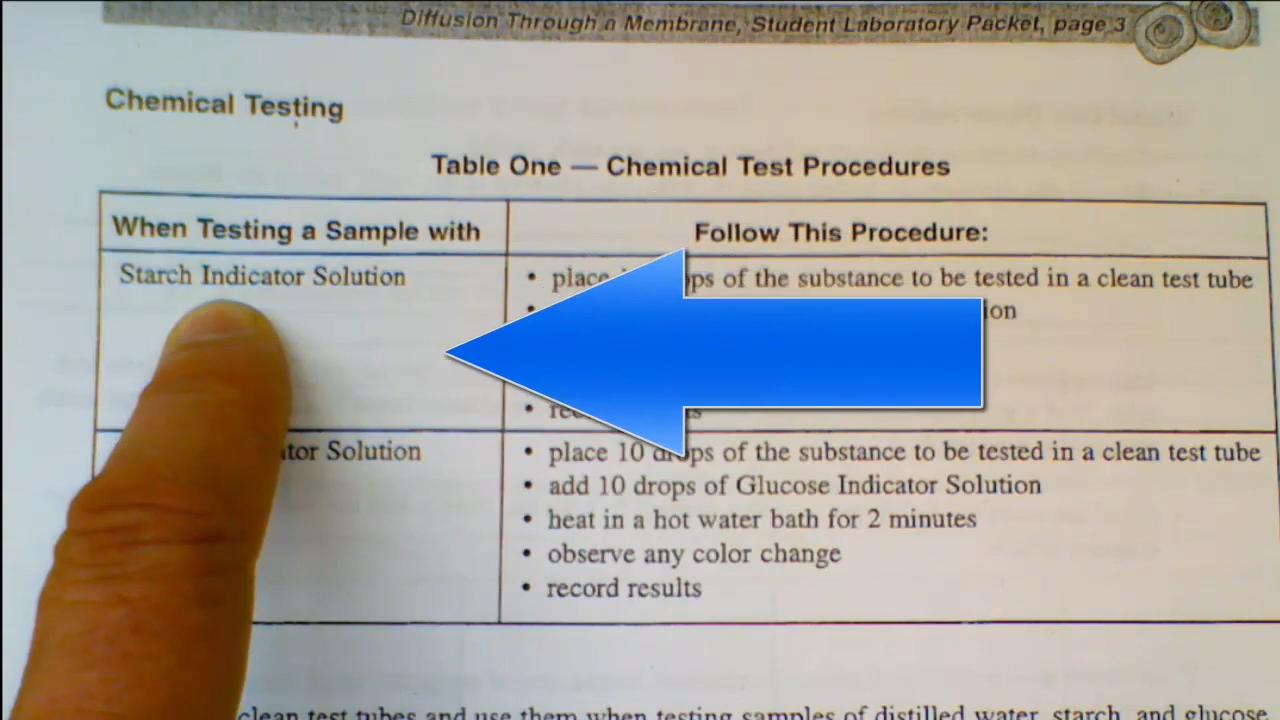 Diffusion Through a Membrane, Student Laboratory Packet, page 3
Chemical Testing
Table One — Chemical Test Procedures
When Testing a Sample with
Follow This Procedure:
Starch Indicator Solution
• place drops of the substance to be tested in a clean test tube
•
•
Solution
• place 10 drops of the substance to be tested in a clean test tube
• add 10 drops of Glucose Indicator Solution
• heat in a hot water bath for 2 minutes
• observe any color change
• record results
clean test tubes and use them when testing samples of distilled water, starch, and glucose